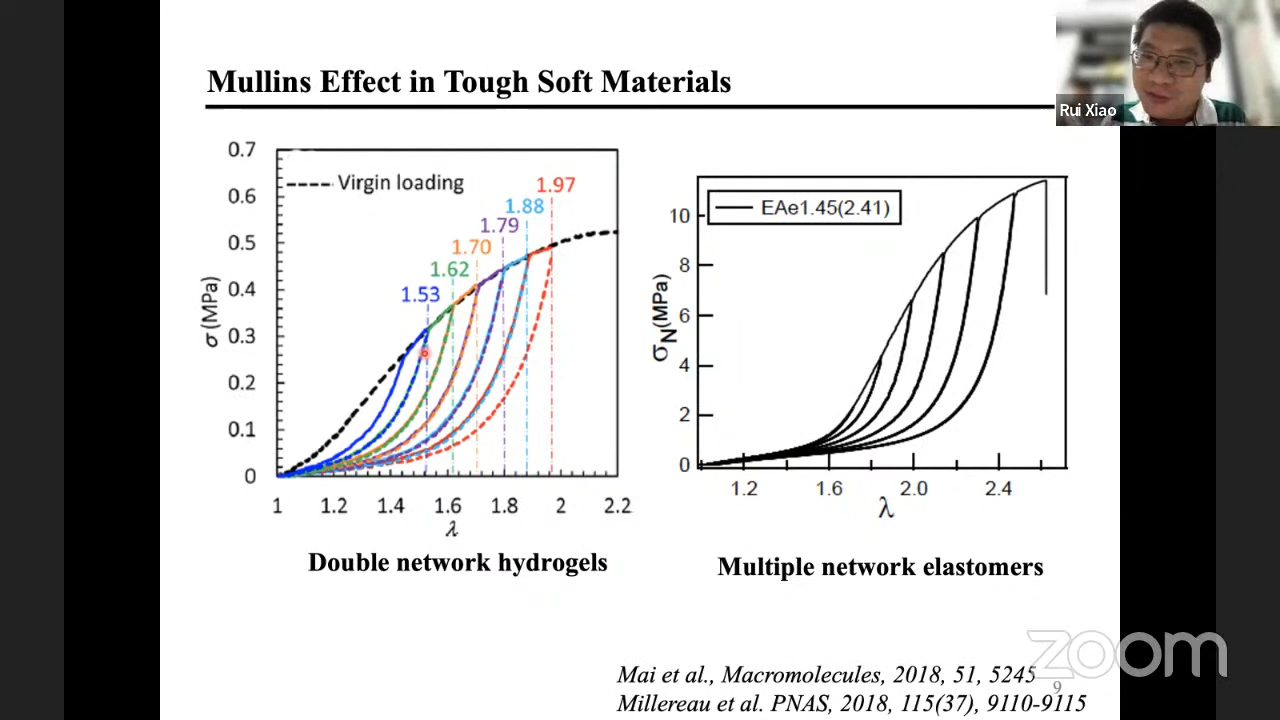 Mullins Effect in Tough Soft Materials
Rui Xiao
0.7
0.6
0.5
0.4
0.3
0.2
0.1
0
σ (MPa)
Virgin loading
1.97
1.88
1.79
1.70
1.62
1.53
1 1.2 1.4 1.6 1.8 2 2.2
λ
Double network hydrogels
EAe1.45(2.41)
10
8
6
4
2
0
σN(MPa)
1.2 1.6 2.0 2.4
λ
Multiple network elastomers
zoom
Mai et al., Macromolecules, 2018, 51, 5245
9
Millereau et al. PNAS, 2018, 115(37), 9110-9115